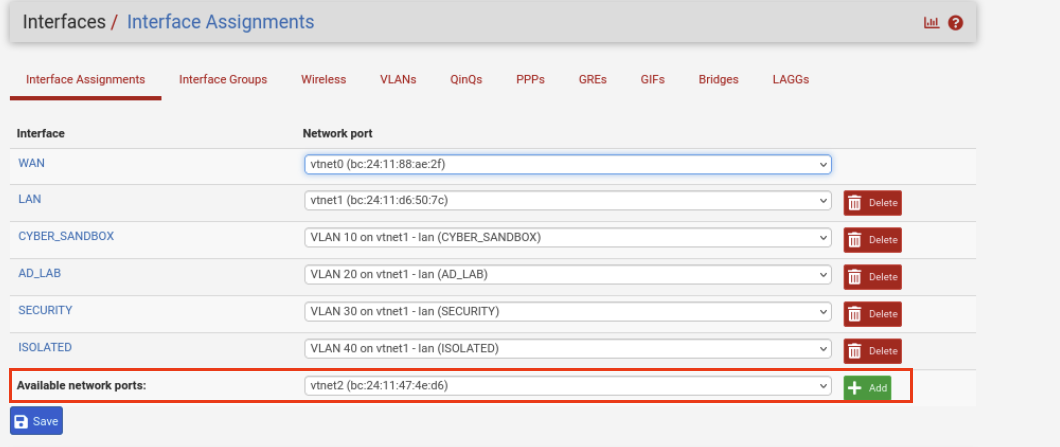 Interfaces / Interface Assignments
Interface Assignments Interface Groups Wireless VLANs QinQs PPPs GREs GIFs Bridges LAGGs
Interface Network port
WAN vtnet0 (bc:24:11:88:ae:2f)
LAN vtnet1 (bc:24:11:d6:50:7c) Delete
CYBER_SANDBOX VLAN 10 on vtnet1 - lan (CYBER_SANDBOX) Delete
AD_LAB VLAN 20 on vtnet1 - lan (AD_LAB) Delete
SECURITY VLAN 30 on vtnet1 - lan (SECURITY) Delete
ISOLATED VLAN 40 on vtnet1 - lan (ISOLATED) Delete
Available network ports: vtnet2 (bc:24:11:47:4e:d6) Add
Save